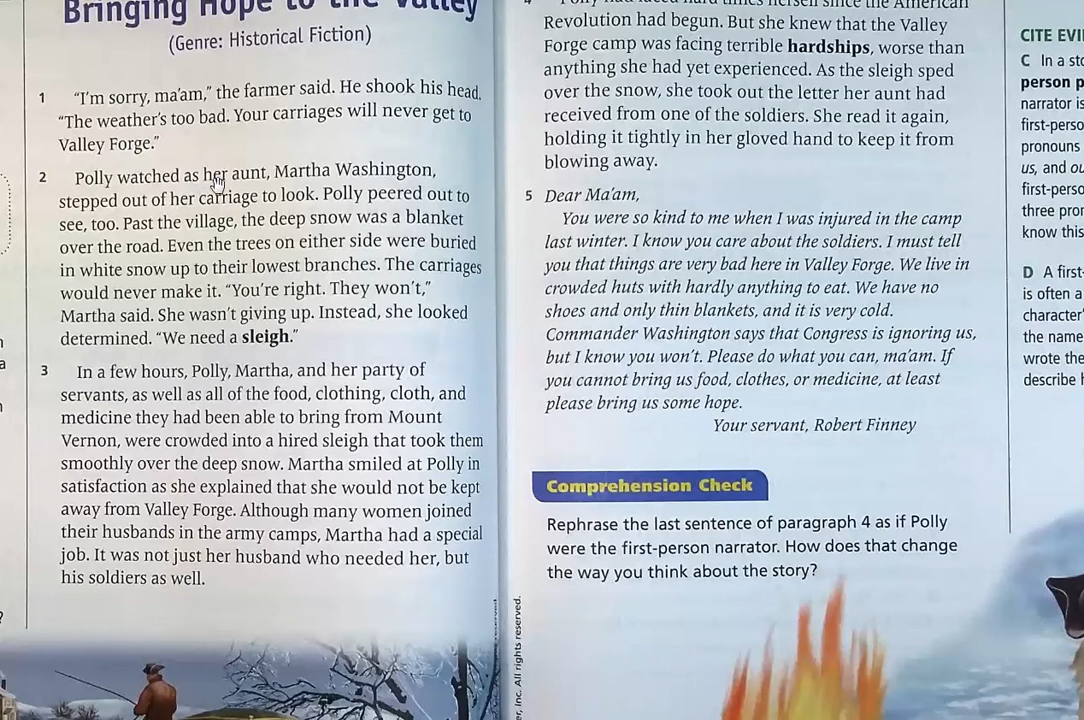 Bringing Hope to the Valley
(Genre: Historical Fiction)
1 “I’m sorry, ma’am,” the farmer said. He shook his head.
“The weather’s too bad. Your carriages will never get to
Valley Forge.”
2 Polly watched as her aunt, Martha Washington,
stepped out of her carriage to look. Polly peered out to
see, too. Past the village, the deep snow was a blanket
over the road. Even the trees on either side were buried
in white snow up to their lowest branches. The carriages
would never make it. “You’re right. They won’t,”
Martha said. She wasn’t giving up. Instead, she looked
determined. “We need a sleigh.”
3 In a few hours, Polly, Martha, and her party of
servants, as well as all of the food, clothing, cloth, and
medicine they had been able to bring from Mount
Vernon, were crowded into a hired sleigh that took them
smoothly over the deep snow. Martha smiled at Polly in
satisfaction as she explained that she would not be kept
away from Valley Forge. Although many women joined
their husbands in the army camps, Martha had a special
job. It was not just her husband who needed her, but
his soldiers as well.
since the American
Revolution had begun. But she knew that the Valley
Forge camp was facing terrible hardships, worse than
anything she had yet experienced. As the sleigh sped
over the snow, she took out the letter her aunt had
received from one of the soldiers. She read it again,
holding it tightly in her gloved hand to keep it from
blowing away.
5 Dear Ma’am,
You were so kind to me when I was injured in the camp
last winter. I know you care about the soldiers. I must tell
you that things are very bad here in Valley Forge. We live in
crowded huts with hardly anything to eat. We have no
shoes and only thin blankets, and it is very cold.
Commander Washington says that Congress is ignoring us,
but I know you won’t. Please do what you can, ma’am. If
you cannot bring us food, clothes, or medicine, at least
please bring us some hope.
Your servant, Robert Finney
Comprehension Check
Rephrase the last sentence of paragraph 4 as if Polly
were the first-person narrator. How does that change
the way you think about the story?
er, Inc. All rights reserved.
CITE EVI
C In a sto
person p
narrator is
first-perso
pronouns
us, and ou
first-perso
three pron
know this
D A first-
is often a
character’
the name
wrote the
describe h